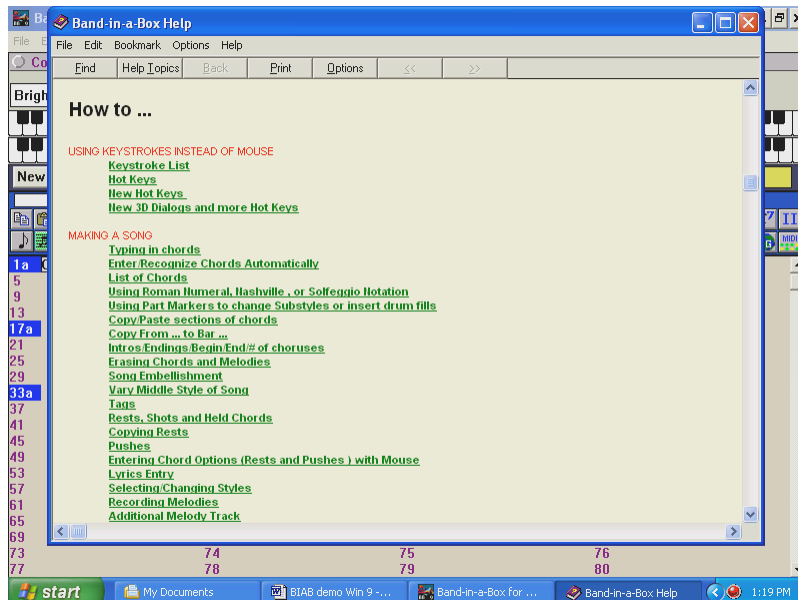 Ba
Band-in-a-Box Help
File E
File Edit Bookmark Options Help
Co
Find Help Topics Back Print Options << >>
Brigh
How to ...
USING KEYSTROKES INSTEAD OF MOUSE
Keystroke List
Hot Keys
New
New Hot Keys
New 3D Dialogs and more Hot Keys
MAKING A SONG
Typing in chords
MIDI
1a
Enter/Recognize Chords Automatically
5
List of Chords
9
Using Roman Numeral, Nashville , or Solfeggio Notation
13
Using Part Markers to change Substyles or insert drum fills
Copy/Paste sections of chords
17a
Copy From ... to Bar ...
21
Intros/Endings/Begin/End/# of choruses
25
Erasing Chords and Melodies
29
Song Embellishment
33a
Vary Middle Style of Song
Tags
37
Rests, Shots and Held Chords
41
Copying Rests
45
Pushes
49
Entering Chord Options (Rests and Pushes ) with Mouse
53
Lyrics Entry
57
Selecting/Changing Styles
61
Recording Melodies
65
Additional Melody Track
69
73 74 75 76
77 78 79 80
start My Documents BIAB demo Win 9 -... Band-in-a-Box for ... Band-in-a-Box Help 1:19 PM